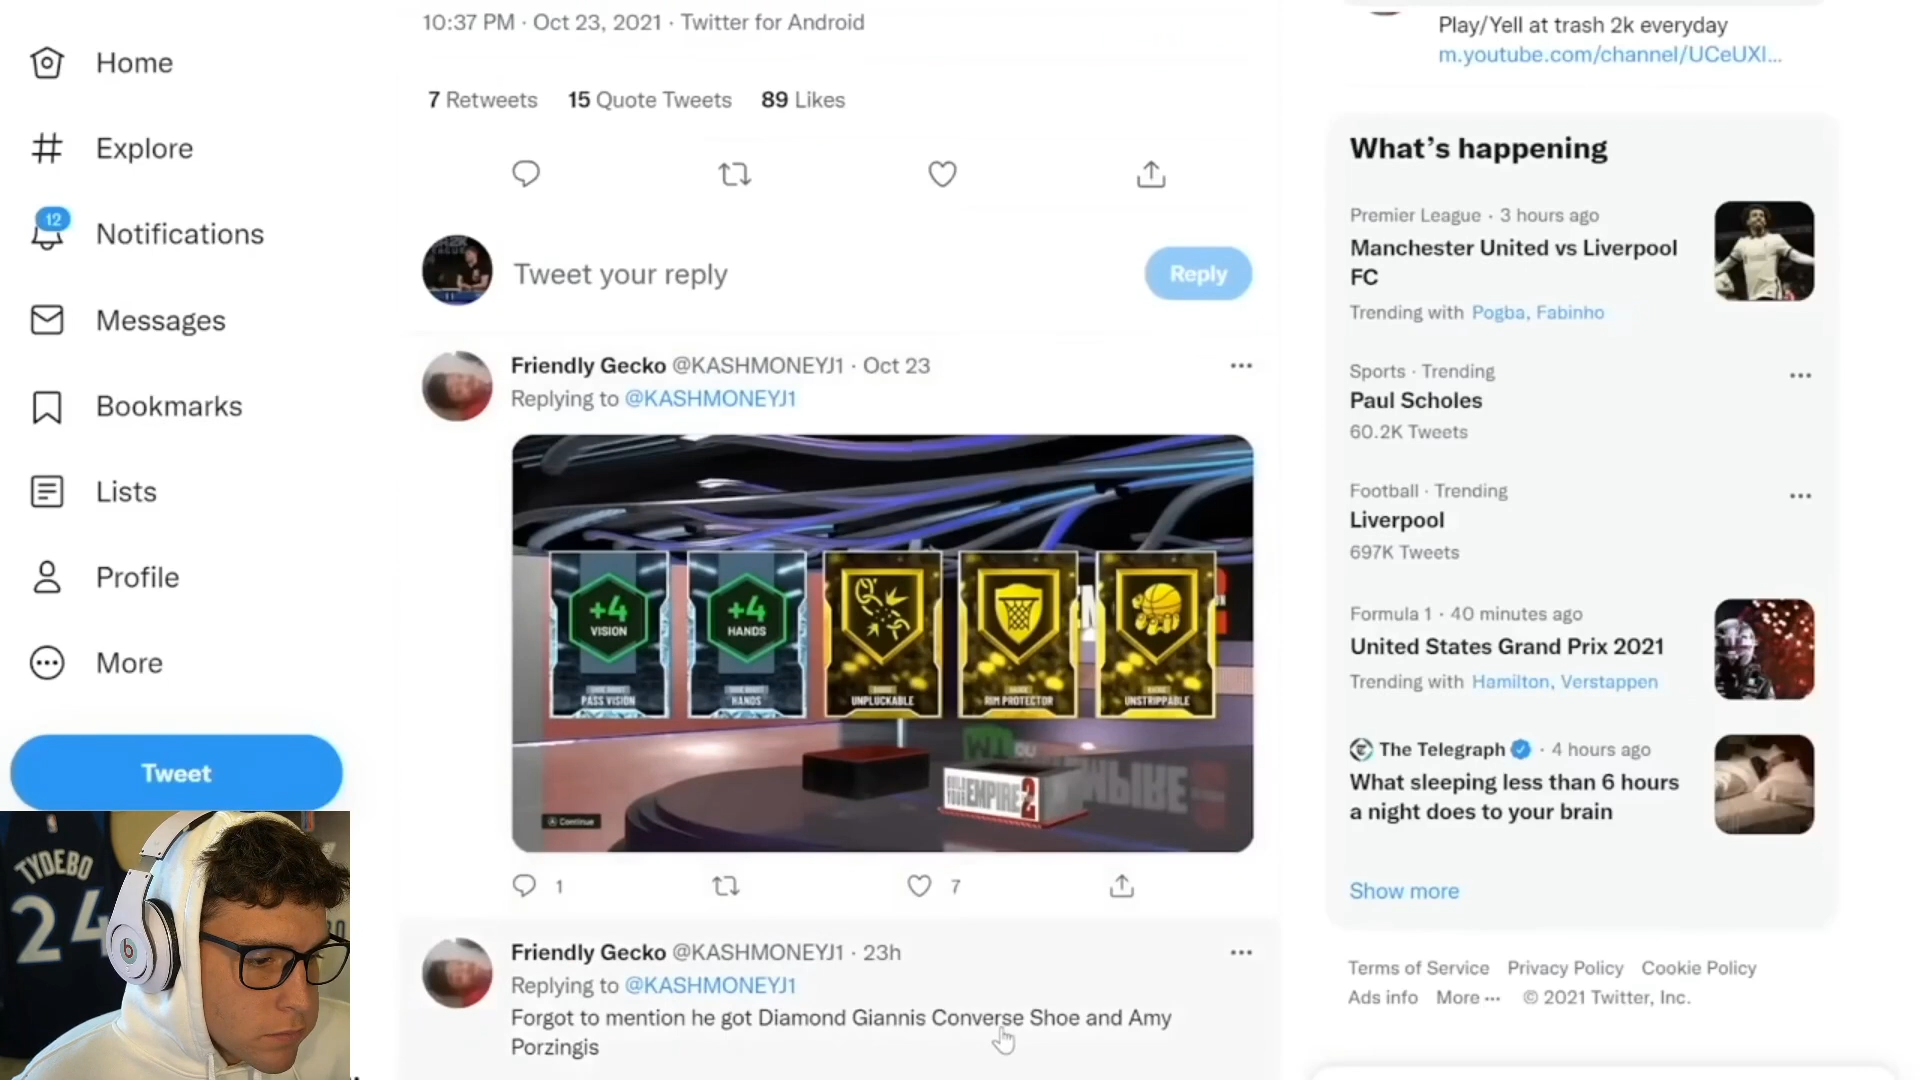 Home
Explore
12
Notifications
Messages
Bookmarks
Lists
Profile
More
Tweet
TYDEBO
24
10:37 PM · Oct 23, 2021 · Twitter for Android
7 Retweets 15 Quote Tweets 89 Likes
Tweet your reply
Reply
Friendly Gecko @KASHMONEYJ1 · Oct 23
Replying to @KASHMONEYJ1
+4
VISION
PASS VISION
+4
HANDS
HANDS
UNPLUCKABLE
RIM PROTECTOR
UNSTRIPPABLE
BUILD
YOUR EMPIRE 2
A Continue
1
7
Friendly Gecko @KASHMONEYJ1 · 23h
Replying to @KASHMONEYJ1
Forgot to mention he got Diamond Giannis Converse Shoe and Amy
Porzingis
Play/Yell at trash 2k everyday
m.youtube.com/channel/UCeUXI...
What's happening
Premier League · 3 hours ago
Manchester United vs Liverpool
FC
Trending with Pogba, Fabinho
Sports · Trending
Paul Scholes
60.2K Tweets
Football · Trending
Liverpool
697K Tweets
Formula 1 · 40 minutes ago
United States Grand Prix 2021
Trending with Hamilton, Verstappen
The Telegraph · 4 hours ago
What sleeping less than 6 hours
a night does to your brain
Show more
Terms of Service Privacy Policy Cookie Policy
Ads info More ··· © 2021 Twitter, Inc.